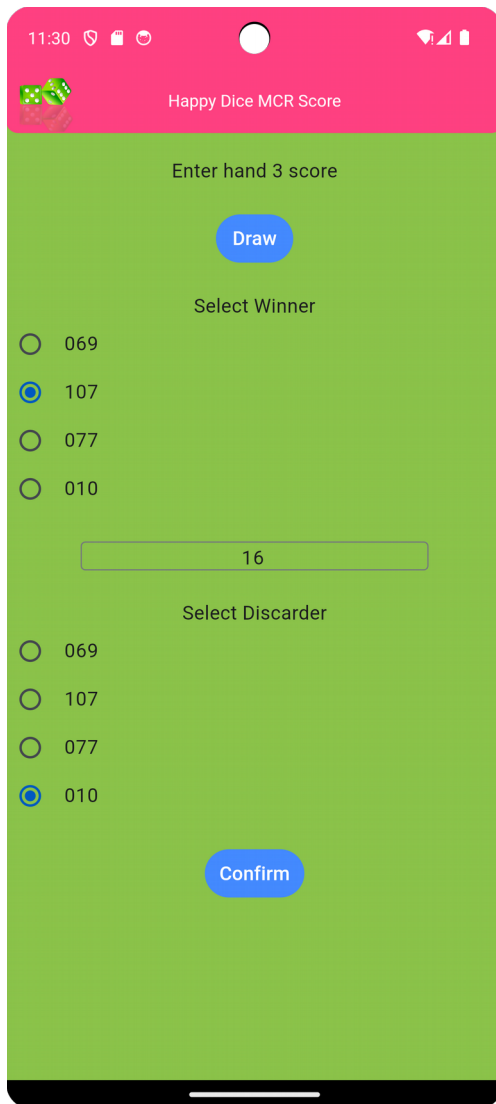 11:30
Happy Dice MCR Score
Enter hand 3 score
Draw
Select Winner
069
107
077
010
16
Select Discarder
069
107
077
010
Confirm